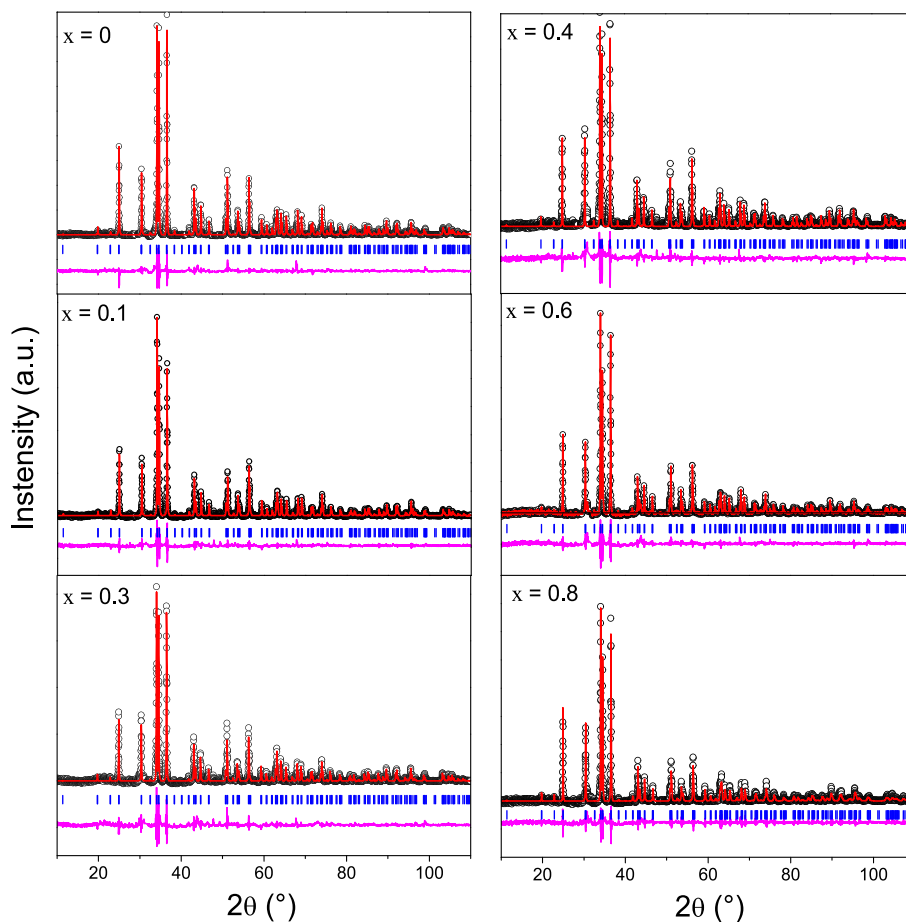 x = 0
x = 0.4
x = 0.1
x = 0.6
x = 0.3
x = 0.8
Instensity (a.u.)
20 40 60 80 100
20 40 60 80 100
2θ (°)
2θ (°)